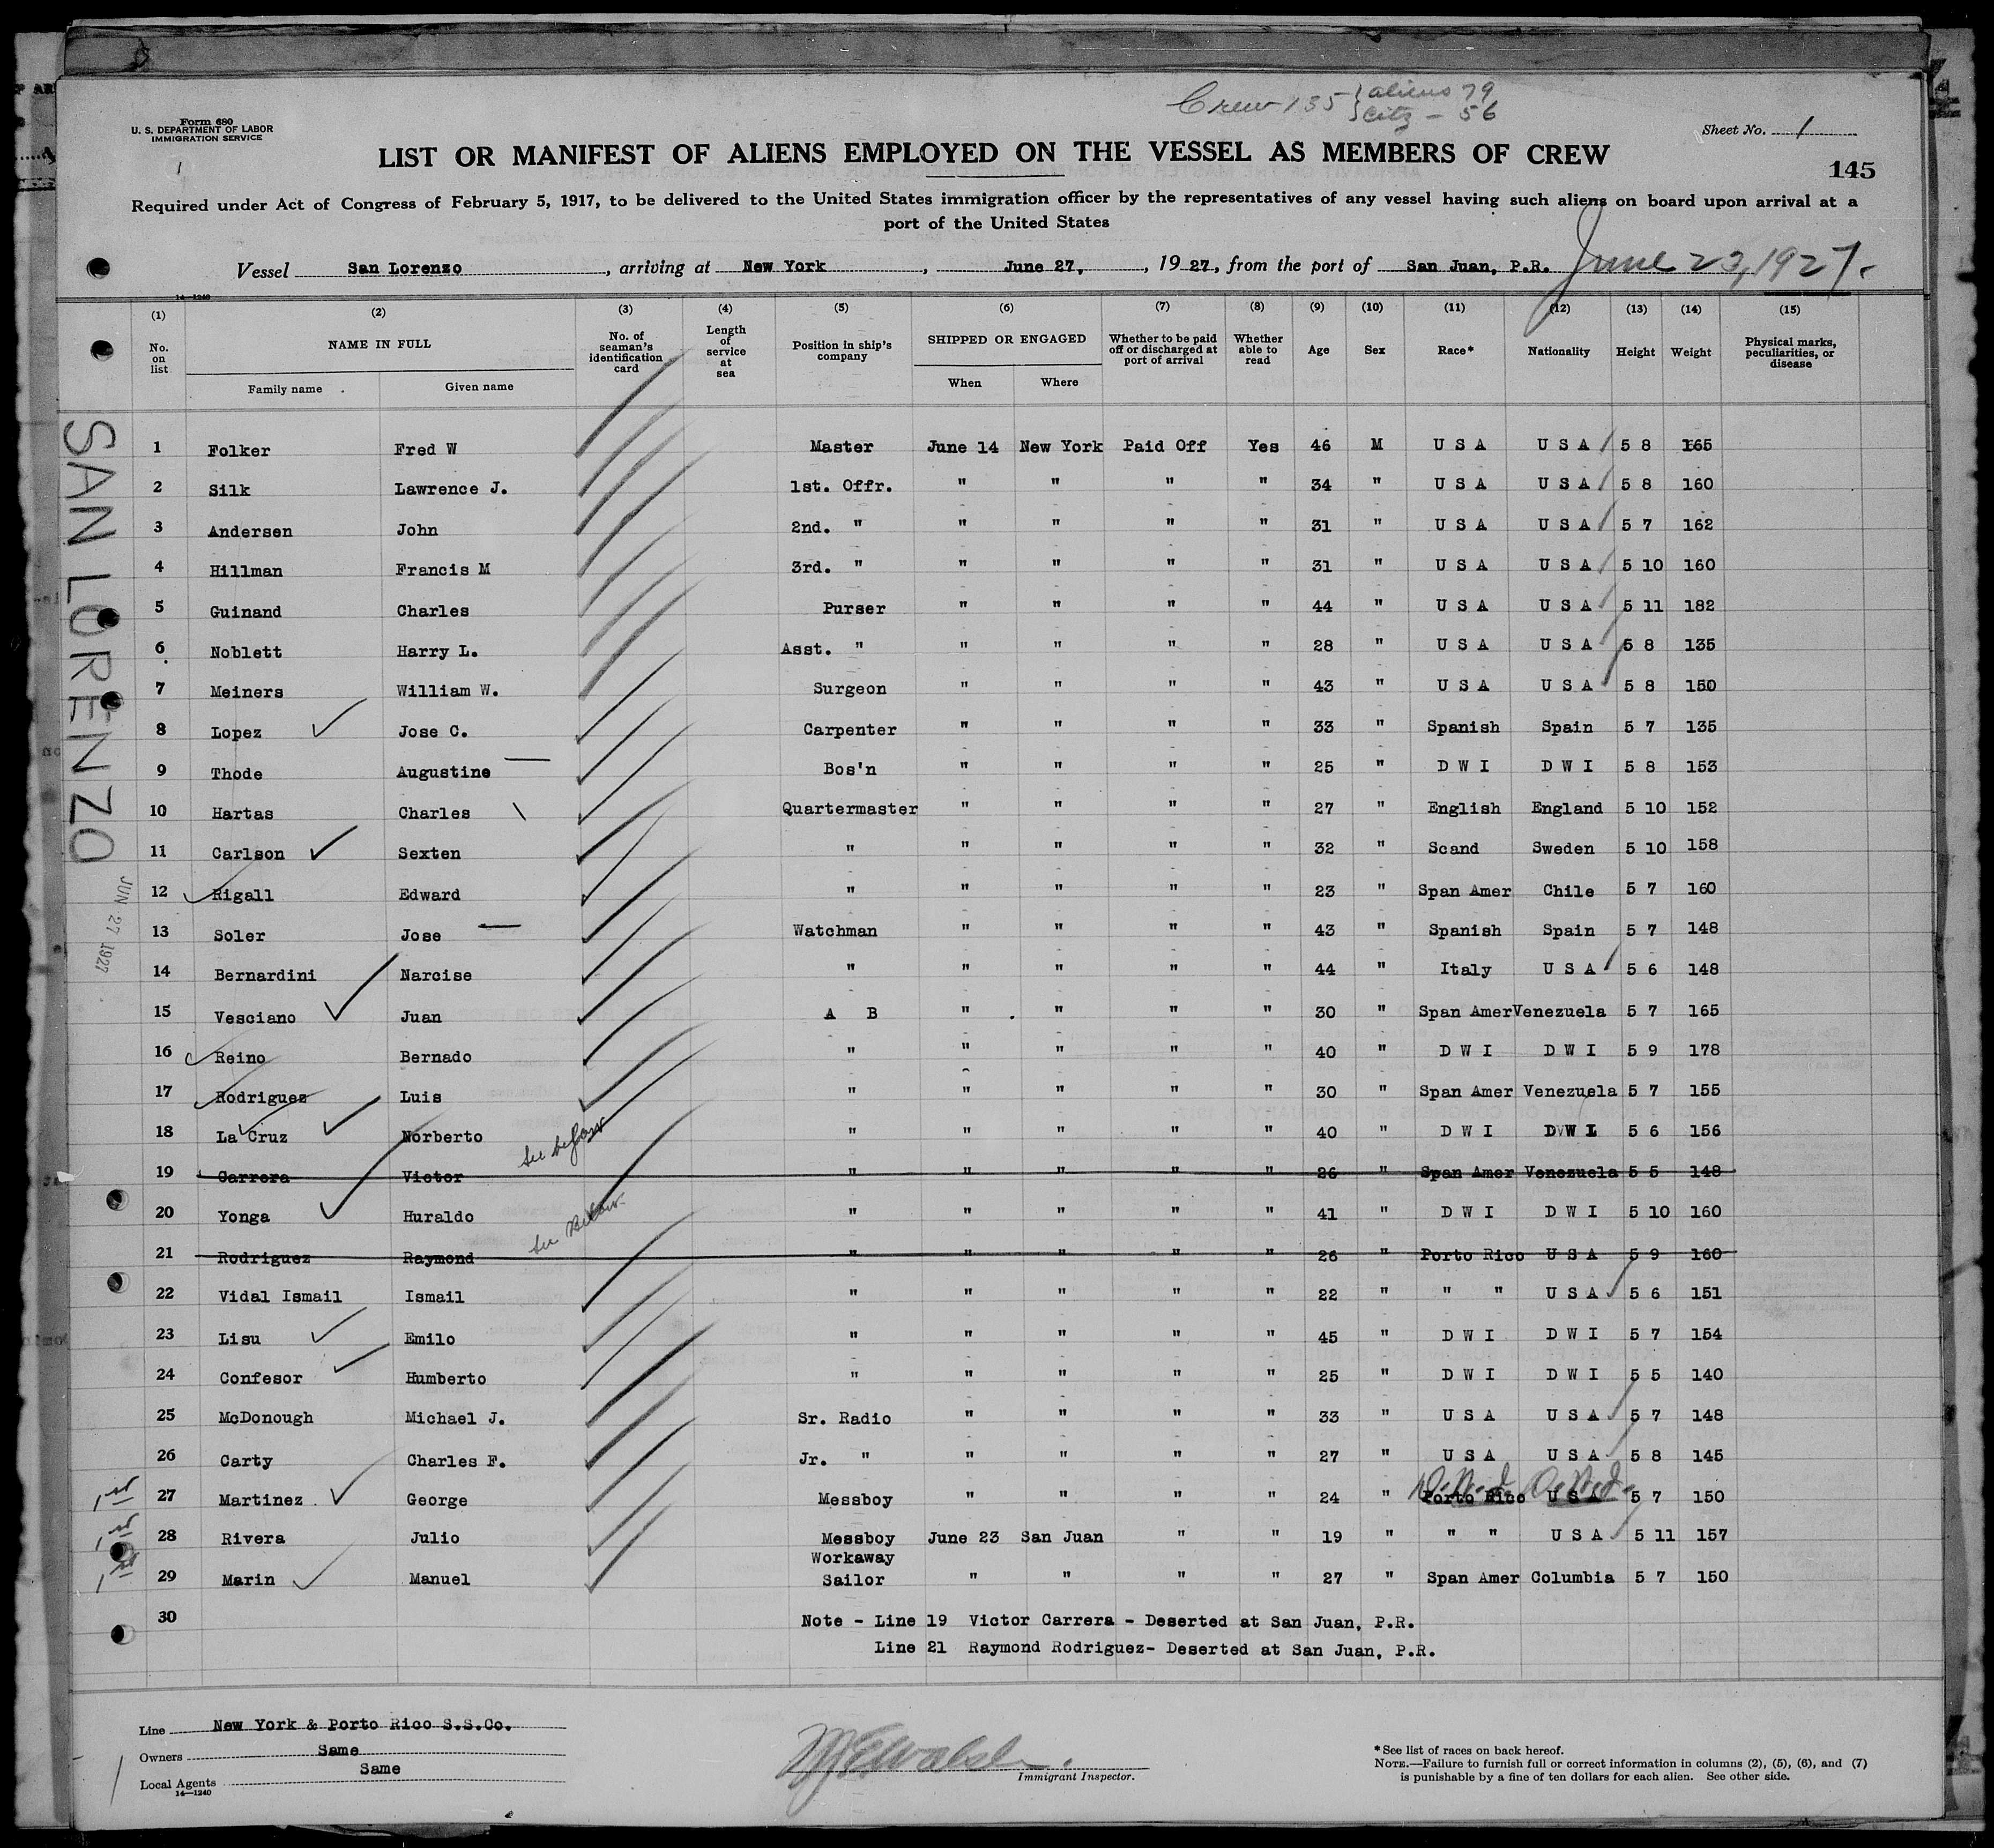 Crew 135 { aliens 79
citz - 56
Form 680
U. S. DEPARTMENT OF LABOR
IMMIGRATION SERVICE
1
Sheet No. 1
LIST OR MANIFEST OF ALIENS EMPLOYED ON THE VESSEL AS MEMBERS OF CREW
145
Required under Act of Congress of February 5, 1917, to be delivered to the United States immigration officer by the representatives of any vessel having such aliens on board upon arrival at a
port of the United States
Vessel San Lorenzo, arriving at New York, June 27, 1927, from the port of San Juan, P.R. June 23, 1927.
14—1240
(1) (2) (3) (4) (5) (6) (7) (8) (9) (10) (11) (12) (13) (14) (15)
No. on list NAME IN FULL No. of seaman's identification card Length of service at sea Position in ship's company SHIPPED OR ENGAGED Whether to be paid off or discharged at port of arrival Whether able to read Age Sex Race* Nationality Height Weight Physical marks, peculiarities, or disease
Family name Given name When Where
SAN LORENZO
JUN 27 1927
1 Folker Fred W Master June 14 New York Paid Off Yes 46 M U S A U S A 5 8 165
2 Silk Lawrence J. 1st. Offr. " " " " 34 " U S A U S A 5 8 160
3 Andersen John 2nd. " " " " " 31 " U S A U S A 5 7 162
4 Hillman Francis M 3rd. " " " " " 31 " U S A U S A 5 10 160
5 Guinand Charles Purser " " " " 44 " U S A U S A 5 11 182
6 Noblett Harry L. Asst. " " " " " 28 " U S A U S A 5 8 135
7 Meiners William W. Surgeon " " " " 43 " U S A U S A 5 8 150
8 Lopez Jose C. Carpenter " " " " 33 " Spanish Spain 5 7 135
9 Thode Augustine Bos'n " " " " 25 " D W I D W I 5 8 153
10 Hartas Charles Quartermaster " " " " 27 " English England 5 10 152
11 Carlson Sexten " " " " " 32 " Scand Sweden 5 10 158
12 Rigall Edward " " " " " 23 " Span Amer Chile 5 7 160
13 Soler Jose Watchman " " " " 43 " Spanish Spain 5 7 148
14 Bernardini Narcise " " " " " 44 " Italy U S A 5 6 148
15 Vesciano Juan A B " " " " 30 " Span Amer Venezuela 5 7 165
16 Reino Bernado " " " " " 40 " D W I D W I 5 9 178
17 Rodriguez Luis " " " " " 30 " Span Amer Venezuela 5 7 155
18 La Cruz Norberto " " " " " 40 " D W I D W I 5 6 156
19 Carrera Victor see below " " " " " 26 " Span Amer Venezuela 5 5 148
20 Yonga Huraldo " " " " " 41 " D W I D W I 5 10 160
21 Rodriguez Raymond see below " " " " " 26 " Porto Rico U S A 5 9 160
22 Vidal Ismail Ismail " " " " " 22 " " " U S A 5 6 151
23 Lisu Emilo " " " " " 45 " D W I D W I 5 7 154
24 Confesor Humberto " " " " " 25 " D W I D W I 5 5 140
25 McDonough Michael J. Sr. Radio " " " " 33 " U S A U S A 5 7 148
26 Carty Charles F. Jr. " " " " " 27 " U S A U S A 5 8 145
27 Martinez George Messboy " " " " 24 " Porto Rico U S A 5 7 150
28 Rivera Julio Messboy June 23 San Juan " " 19 " " " U S A 5 11 157
Workaway
29 Marin Manuel Sailor " " " " 27 " Span Amer Columbia 5 7 150
30 Note - Line 19 Victor Carrera - Deserted at San Juan, P.R.
Line 21 Raymond Rodriguez- Deserted at San Juan, P.R.
Line New York & Porto Rico S.S.Co.
Owners Same
Local Agents Same
14—1240
Immigrant Inspector.
*See list of races on back hereof.
NOTE.—Failure to furnish full or correct information in columns (2), (5), (6), and (7)
is punishable by a fine of ten dollars for each alien. See other side.